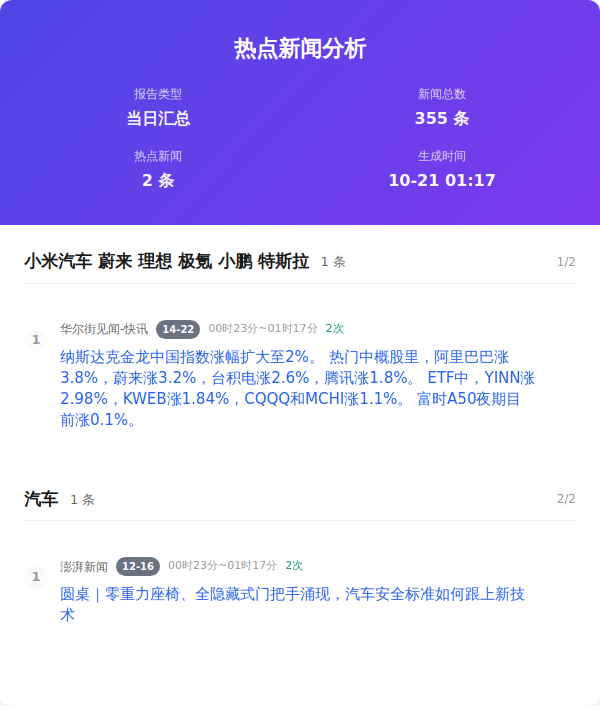 热点新闻分析
报告类型
新闻总数
当日汇总
355 条
热点新闻
生成时间
2 条
10-21 01:17
小米汽车 蔚来 理想 极氪 小鹏 特斯拉 1 条 1/2
1 华尔街见闻-快讯 14-22 00时23分~01时17分 2次
纳斯达克金龙中国指数涨幅扩大至2%。 热门中概股里，阿里巴巴涨
3.8%，蔚来涨3.2%，台积电涨2.6%，腾讯涨1.8%。 ETF中，YINN涨
2.98%，KWEB涨1.84%，CQQQ和MCHI涨1.1%。 富时A50夜期目
前涨0.1%。
汽车 1 条 2/2
1 澎湃新闻 12-16 00时23分~01时17分 2次
圆桌｜零重力座椅、全隐藏式门把手涌现，汽车安全标准如何跟上新技
术